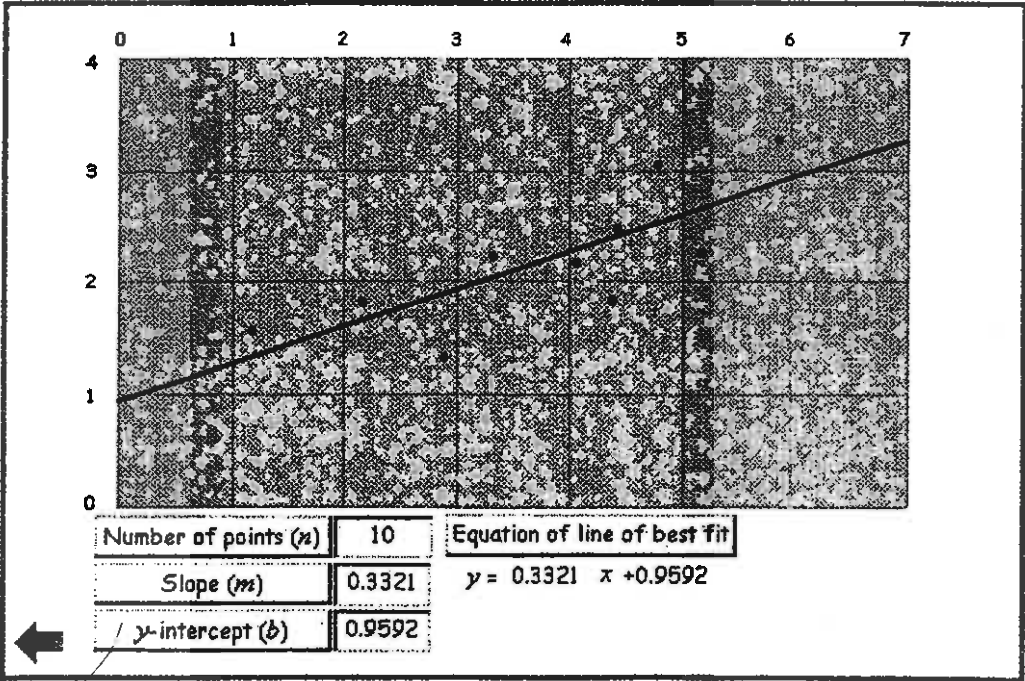 0 1 2 3 4 5 6 7
4
3
2
1
0
Number of points (n) 10 Equation of line of best fit
Slope (m) 0.3321 y = 0.3321 x +0.9592
y-intercept (b) 0.9592